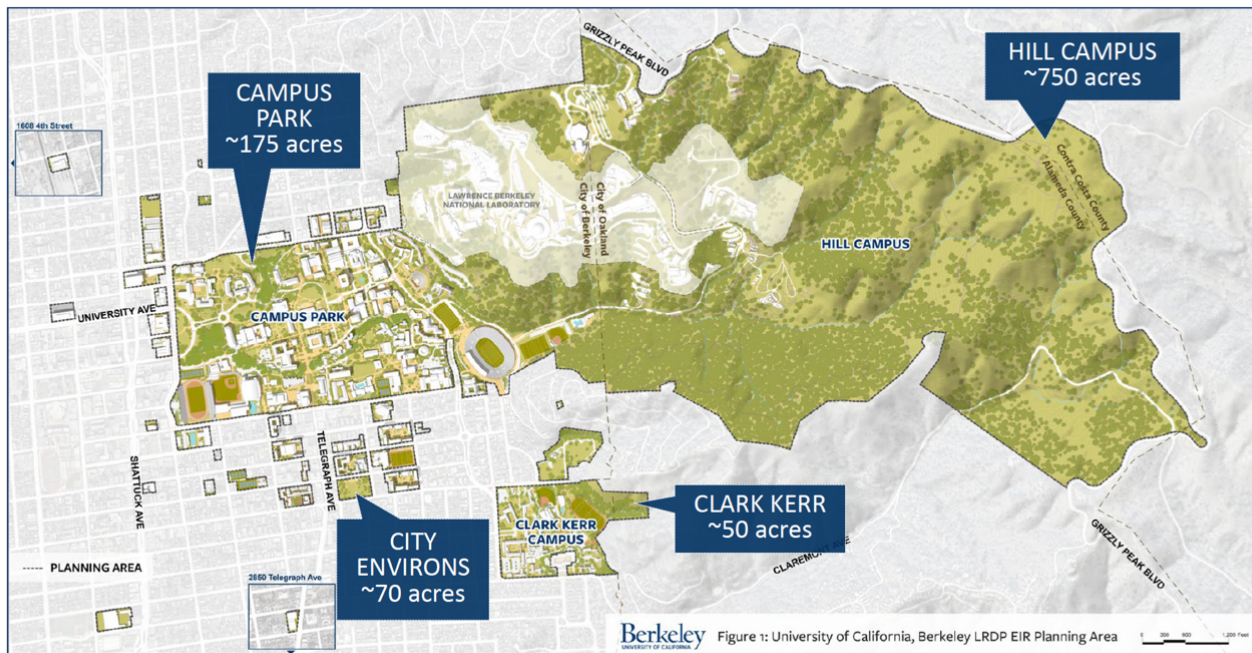 GRIZZLY PEAK BLVD
HILL CAMPUS
~750 acres
CAMPUS
PARK
~175 acres
1608 4th Street
Contra Costa County
Alameda County
LAWRENCE BERKELEY
NATIONAL LABORATORY
City of Oakland
City of Berkeley
HILL CAMPUS
UNIVERSITY AVE
CAMPUS PARK
SHATTUCK AVE
TELEGRAPH AVE
CLARK KERR
CAMPUS
CLARK KERR
~50 acres
CITY
ENVIRONS
~70 acres
CLAREMONT AVE
GRIZZLY PEAK BLVD
PLANNING AREA
2850 Telegraph Ave
Berkeley
UNIVERSITY OF CALIFORNIA
Figure 1: University of California, Berkeley LRDP EIR Planning Area
0 300 600 1,200 Feet